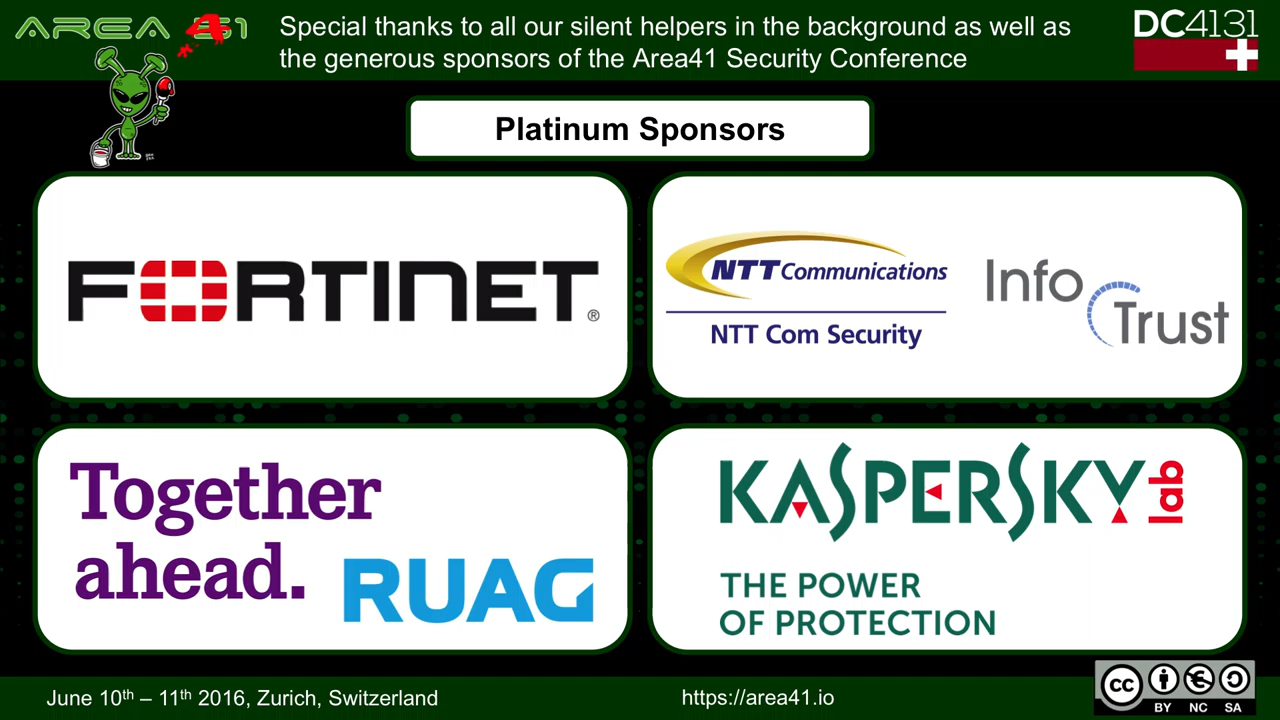 AREA 41
Special thanks to all our silent helpers in the background as well as
the generous sponsors of the Area41 Security Conference
DC4131
Platinum Sponsors
FORTINET®
NTT Communications
NTT Com Security
Info
Trust
Together
ahead.
RUAG
KASPERSKY lab
THE POWER
OF PROTECTION
June 10th – 11th 2016, Zurich, Switzerland
https://area41.io
cc
BY NC SA